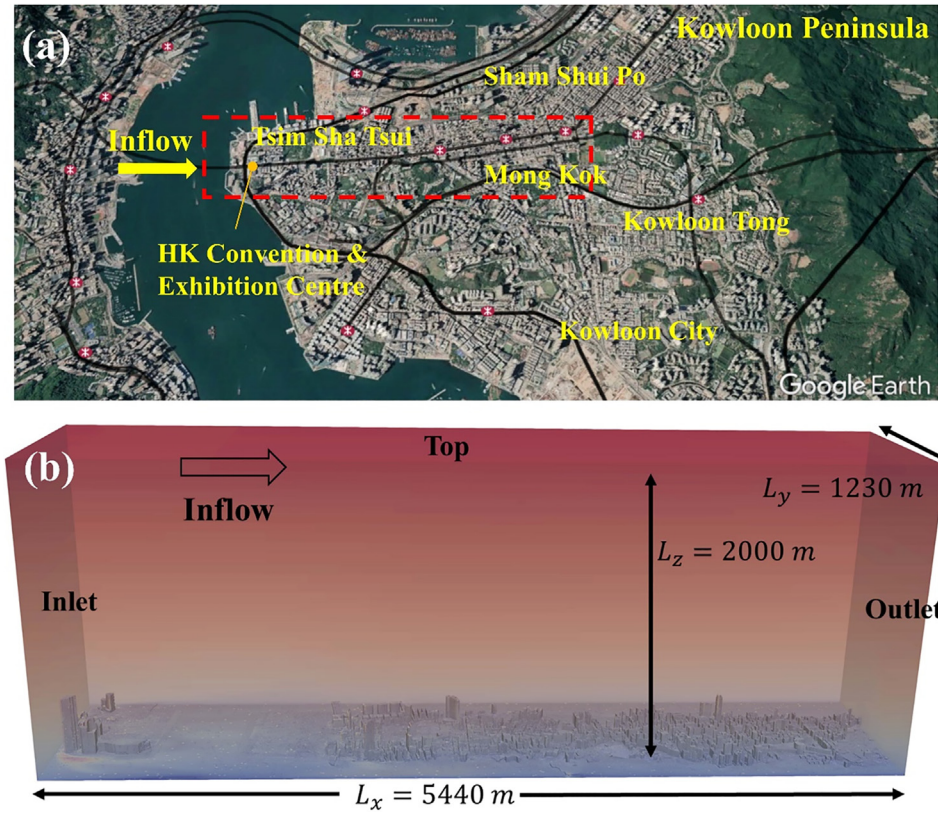 (a)
Kowloon Peninsula
Sham Shui Po
Inflow
Tsim Sha Tsui
Mong Kok
Kowloon Tong
HK Convention &
Exhibition Centre
Kowloon City
Google Earth
(b)
Top
Inflow
L_y = 1230 m
L_z = 2000 m
Inlet
Outlet
L_x = 5440 m